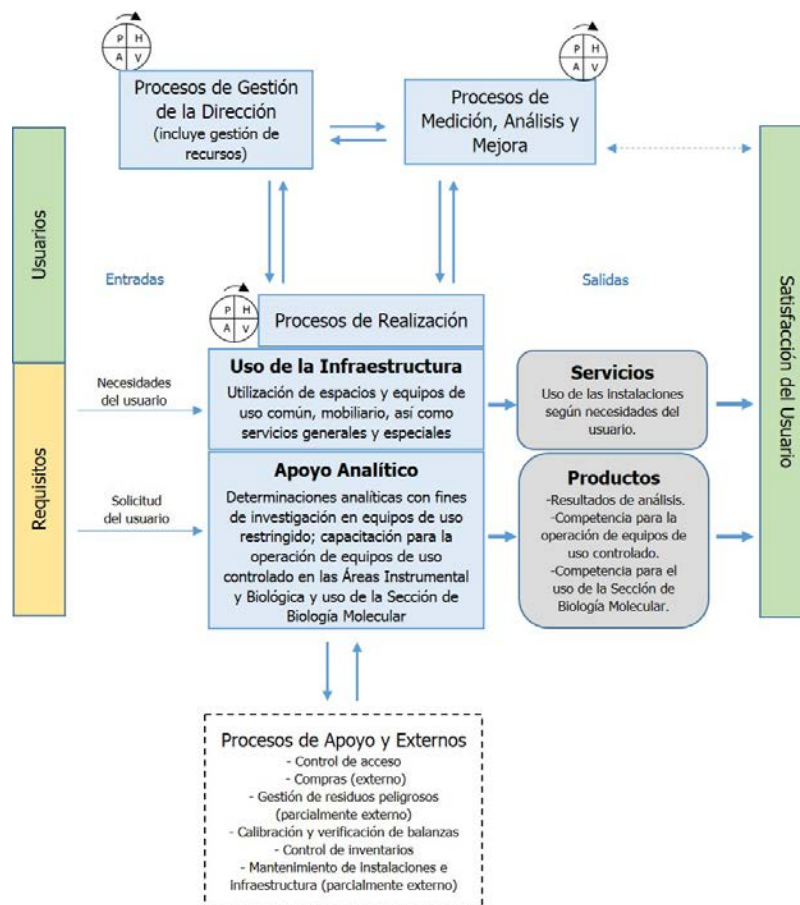 P H
A V
Procesos de Gestión
de la Dirección
(incluye gestión de
recursos)
P H
A V
Procesos de
Medición, Análisis y
Mejora
Usuarios
Requisitos
Entradas
Salidas
Satisfacción del Usuario
P H
A V
Procesos de Realización
Necesidades
del usuario
Uso de la Infraestructura
Utilización de espacios y equipos de
uso común, mobiliario, así como
servicios generales y especiales
Servicios
Uso de las instalaciones
según necesidades del
usuario.
Solicitud
del usuario
Apoyo Analítico
Determinaciones analíticas con fines
de investigación en equipos de uso
restringido; capacitación para la
operación de equipos de uso
controlado en las Áreas Instrumental
y Biológica y uso de la Sección de
Biología Molecular
Productos
-Resultados de análisis.
-Competencia para la
operación de equipos de
uso controlado.
-Competencia para el
uso de la Sección de
Biología Molecular.
Procesos de Apoyo y Externos
- Control de acceso
- Compras (externo)
- Gestión de residuos peligrosos
(parcialmente externo)
- Calibración y verificación de balanzas
- Control de inventarios
- Mantenimiento de instalaciones e
infraestructura (parcialmente externo)